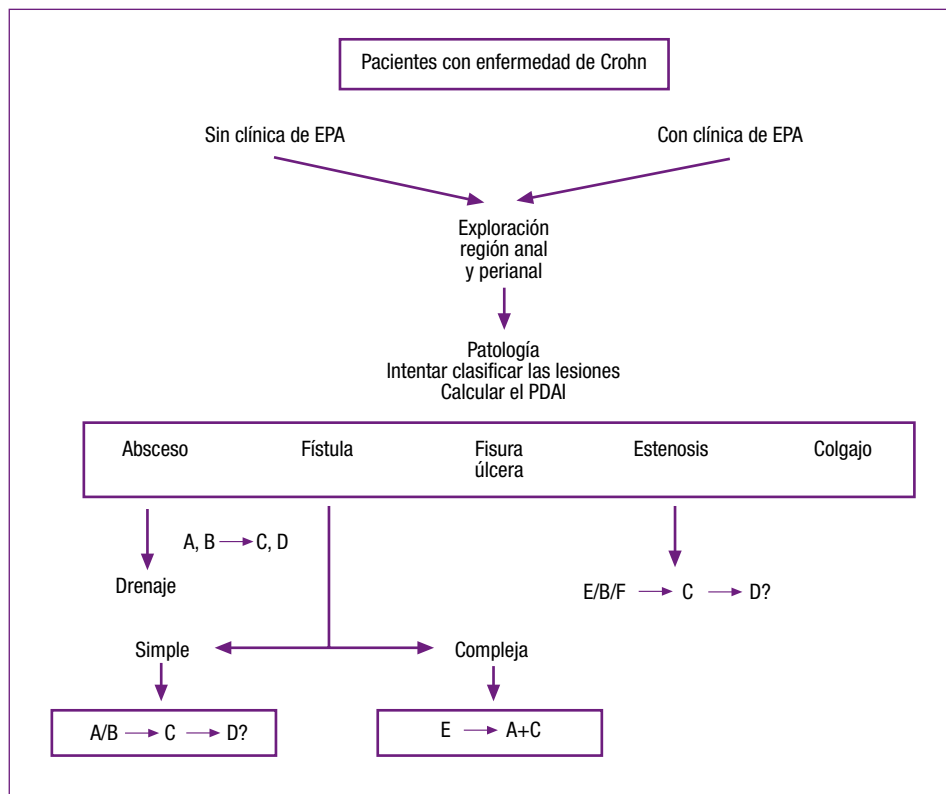 Pacientes con enfermedad de Crohn
Sin clínica de EPA
Con clínica de EPA
Exploración
región anal
y perianal
Patología
Intentar clasificar las lesiones
Calcular el PDAI
Absceso
Fístula
Fisura
úlcera
Estenosis
Colgajo
A, B → C, D
Drenaje
E/B/F → C → D?
Simple
Compleja
A/B → C → D?
E → A+C